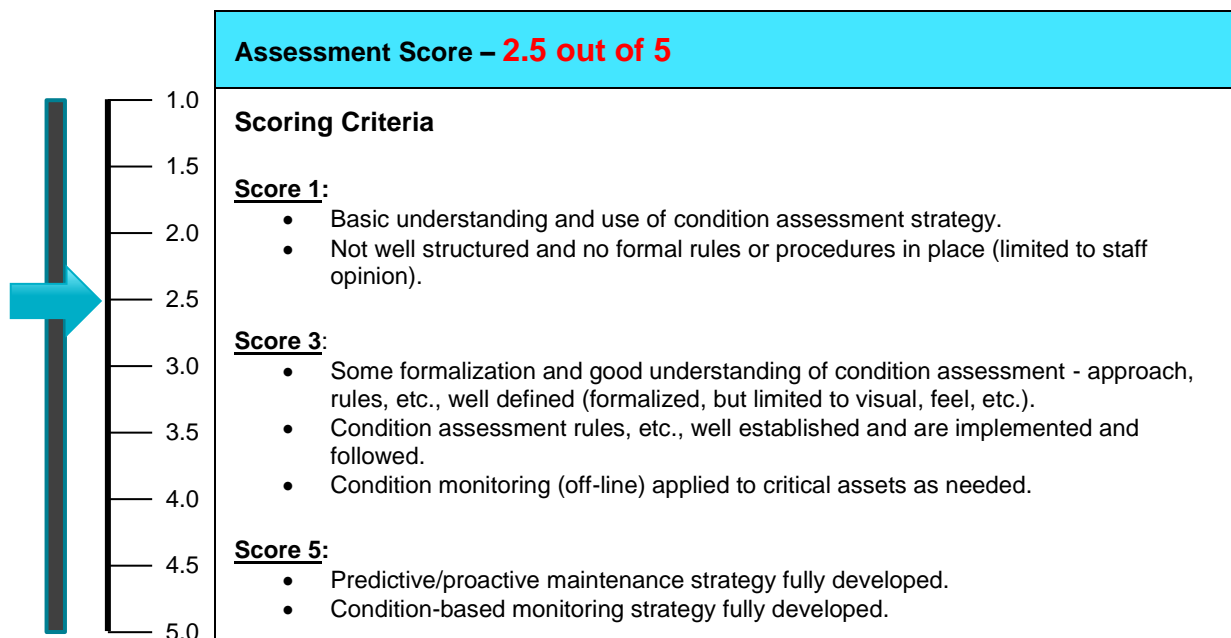 Assessment Score – 2.5 out of 5
1.0
1.5
2.0
2.5
3.0
3.5
4.0
4.5
5.0
Scoring Criteria
Score 1:
• Basic understanding and use of condition assessment strategy.
• Not well structured and no formal rules or procedures in place (limited to staff
opinion).
Score 3:
• Some formalization and good understanding of condition assessment - approach,
rules, etc., well defined (formalized, but limited to visual, feel, etc.).
• Condition assessment rules, etc., well established and are implemented and
followed.
• Condition monitoring (off-line) applied to critical assets as needed.
Score 5:
• Predictive/proactive maintenance strategy fully developed.
• Condition-based monitoring strategy fully developed.